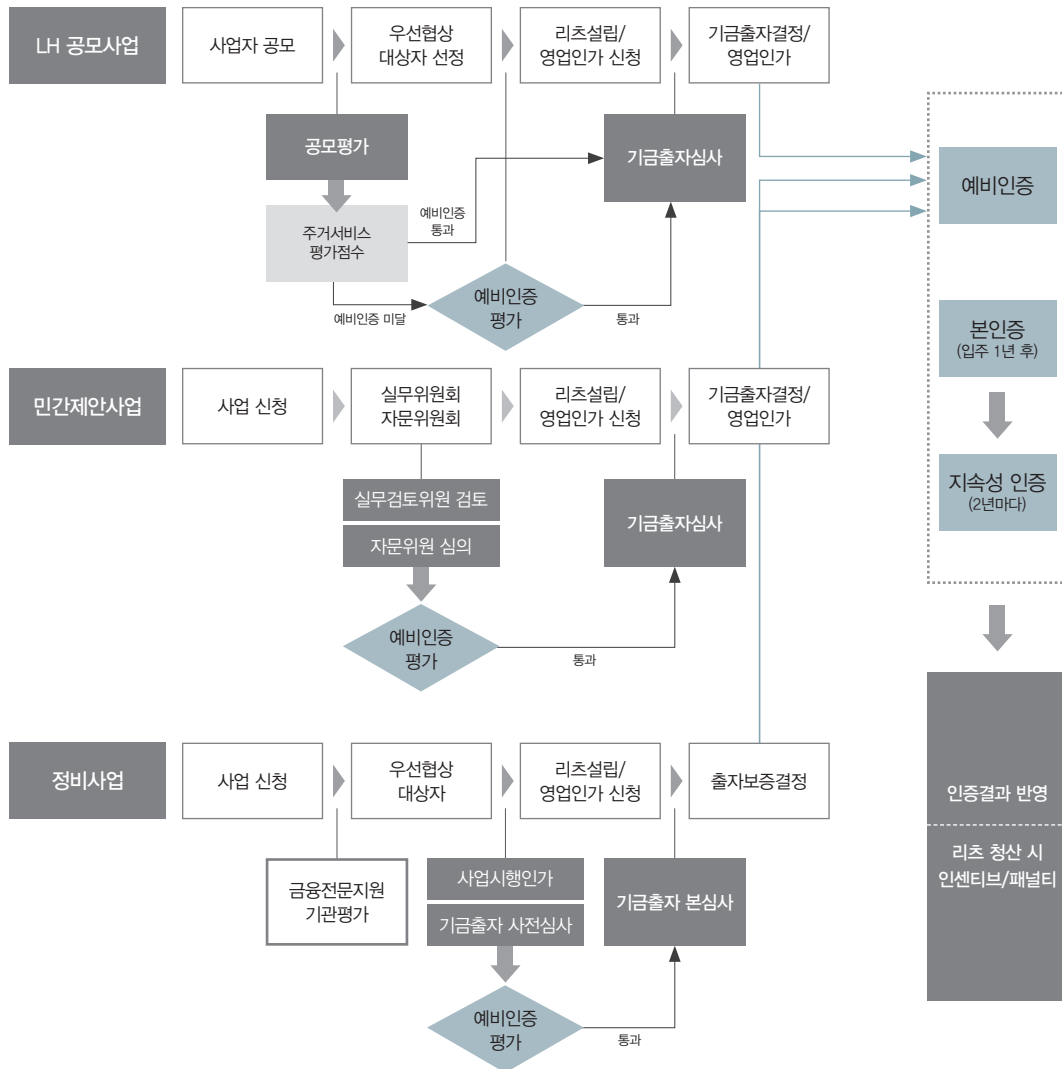 LH 공모사업
사업자 공모
우선협상
대상자 선정
리츠설립/
영업인가 신청
기금출자결정/
영업인가
공모평가
주거서비스
평가점수
예비인증
통과
예비인증 미달
예비인증
평가
통과
기금출자심사
민간제안사업
사업 신청
실무위원회
자문위원회
리츠설립/
영업인가 신청
기금출자결정/
영업인가
실무검토위원 검토
자문위원 심의
예비인증
평가
통과
기금출자심사
정비사업
사업 신청
우선협상
대상자
리츠설립/
영업인가 신청
출자보증결정
금융전문지원
기관평가
사업시행인가
기금출자 사전심사
예비인증
평가
통과
기금출자 본심사
예비인증
본인증
(입주 1년 후)
지속성 인증
(2년마다)
인증결과 반영
리츠 청산 시
인센티브/패널티